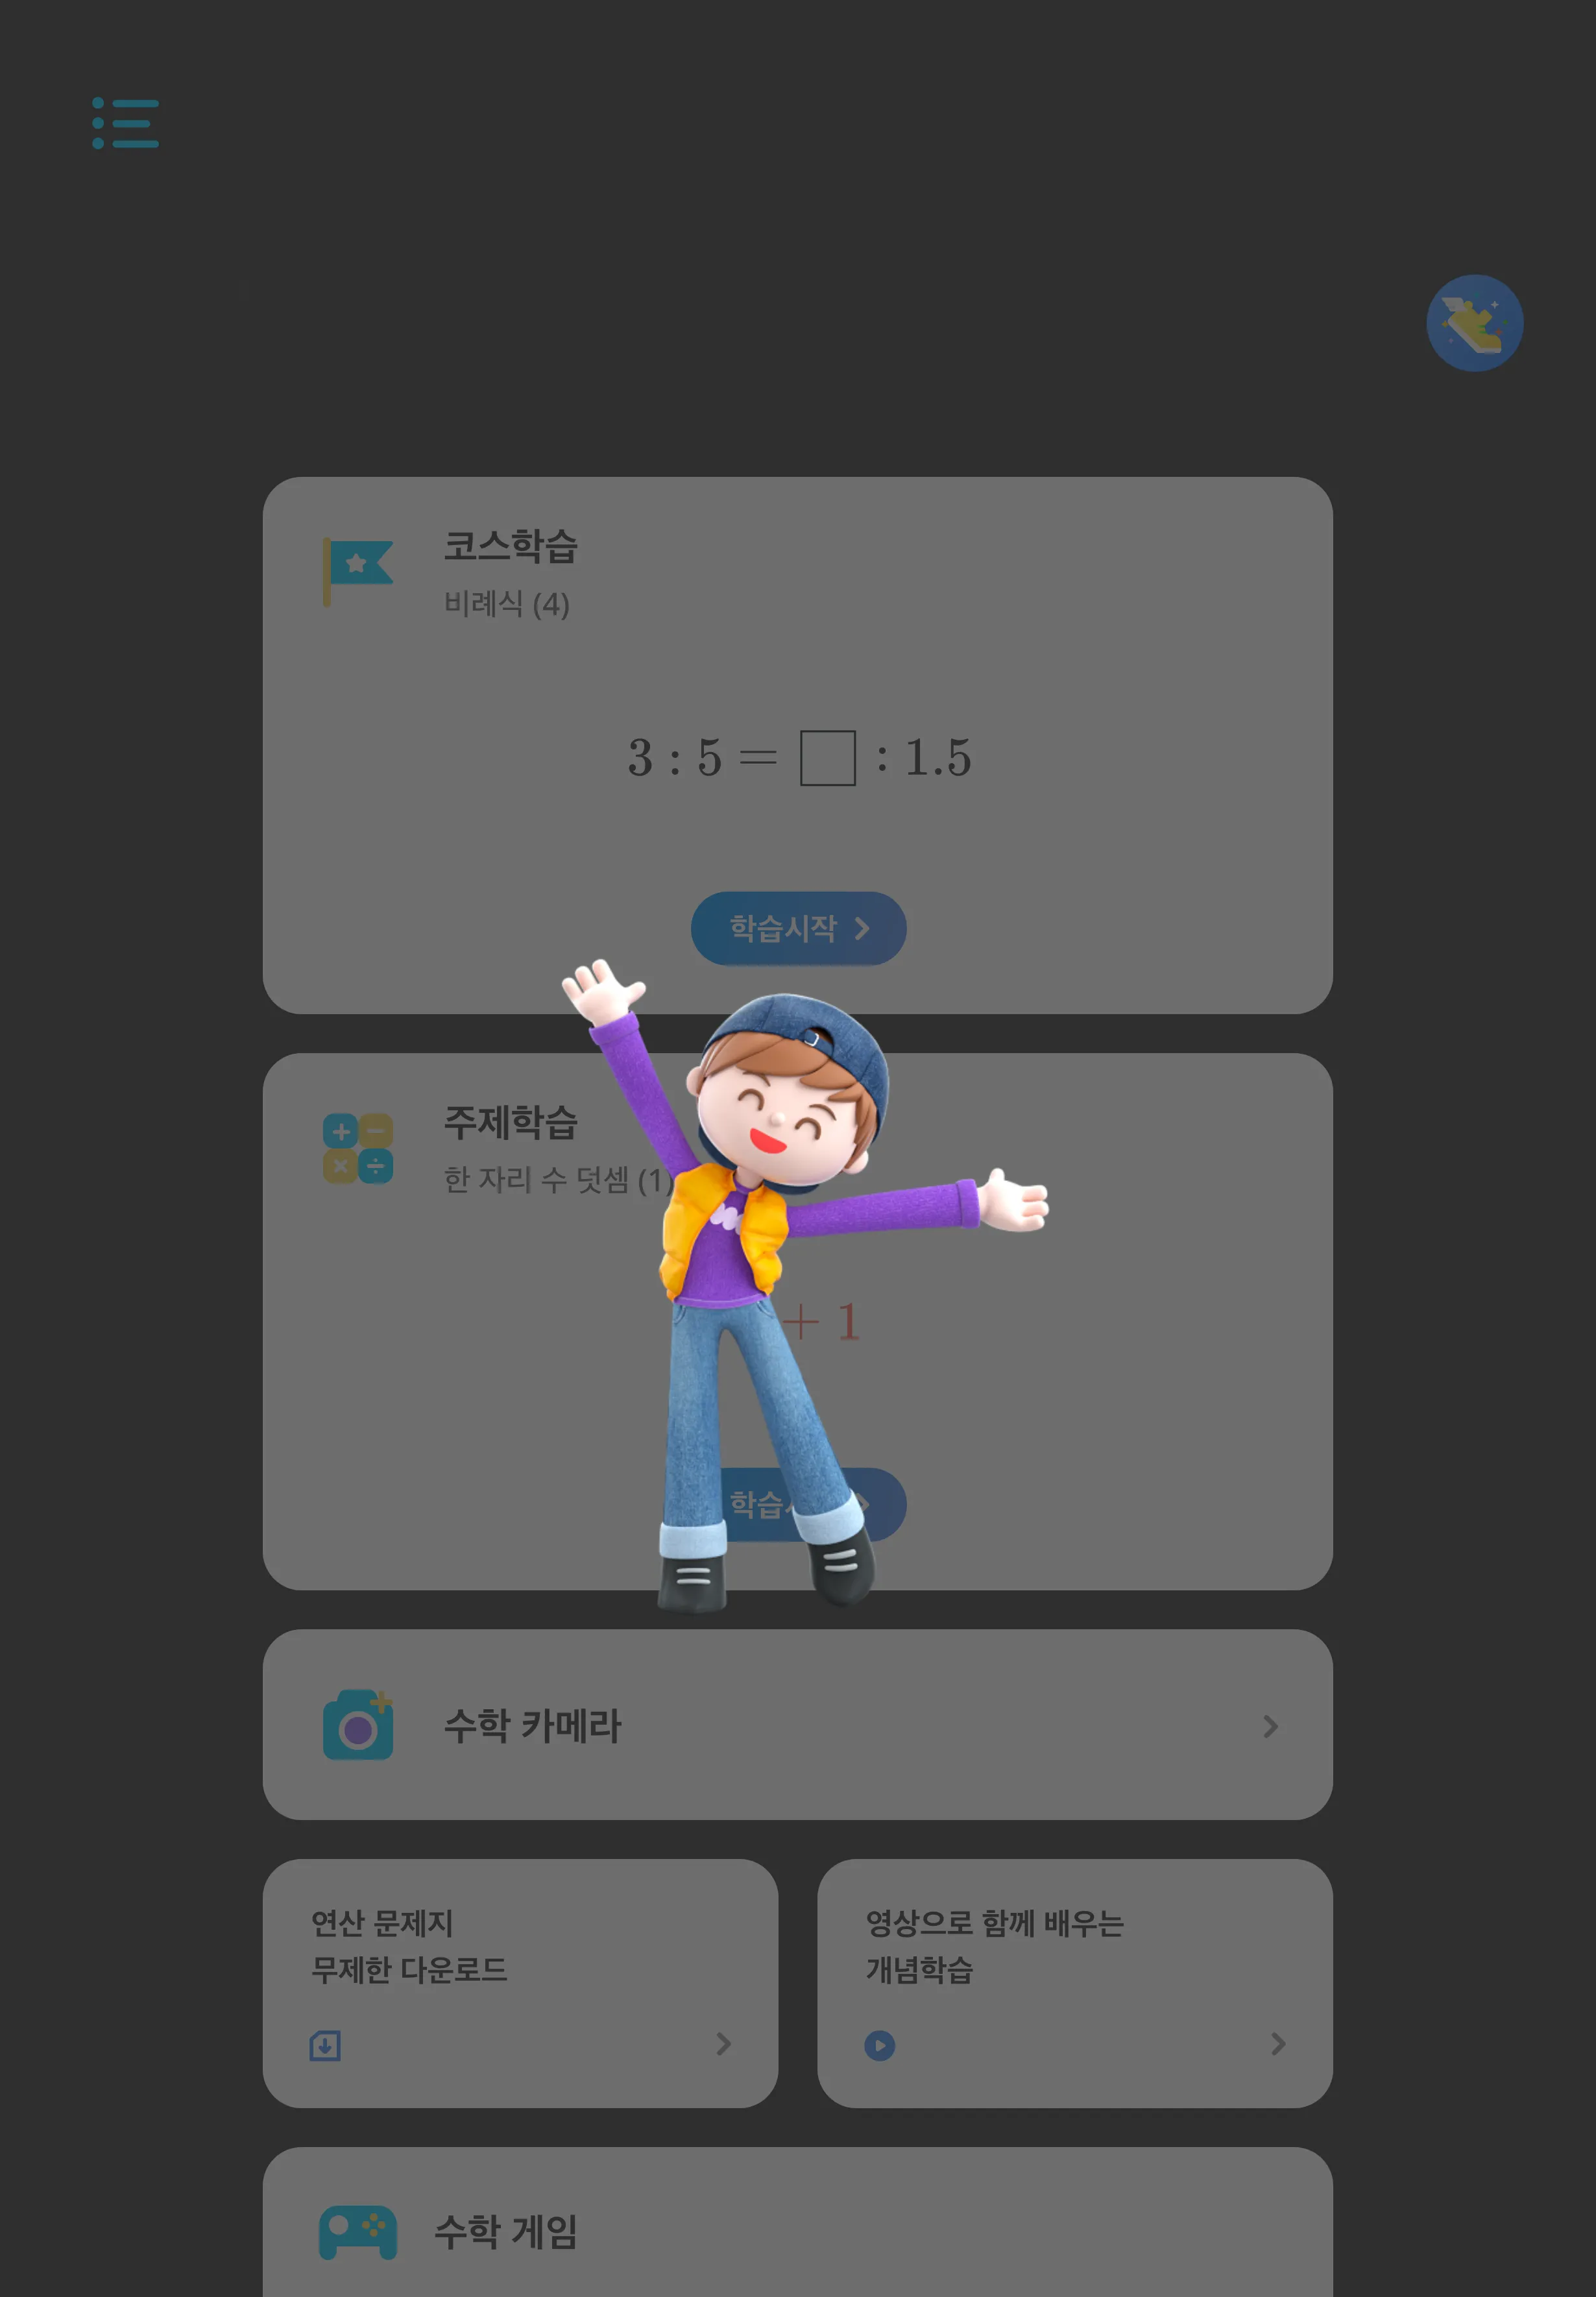 코스학습
비례식 (4)
3 : 5 = □ : 1.5
학습시작
주제학습
한 자리 수 덧셈 (1)
+ 1
학습
수학 카메라
연산 문제지
무제한 다운로드
영상으로 함께 배우는
개념학습
수학 게임